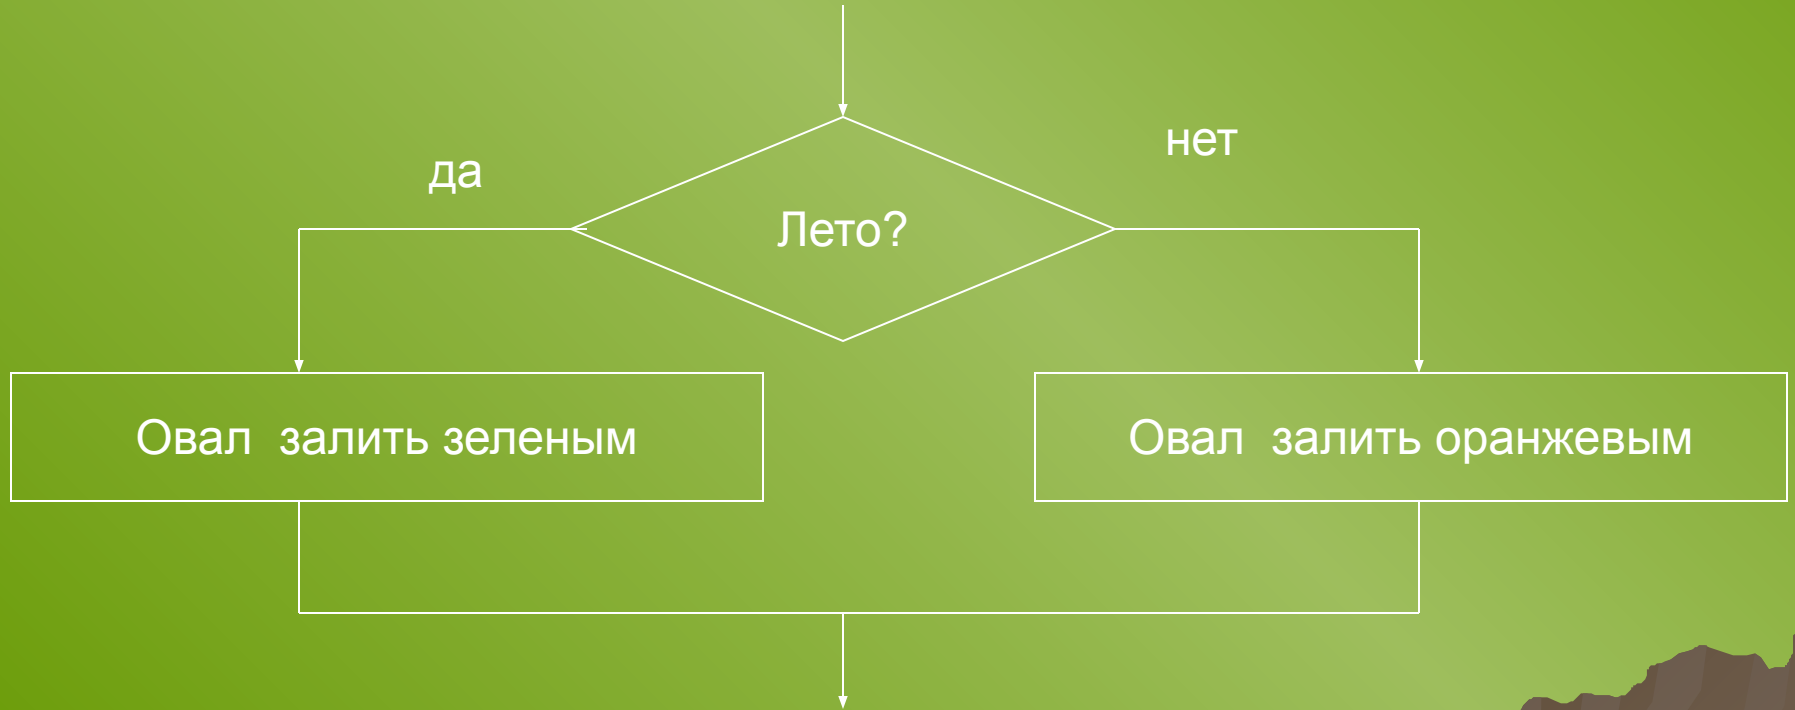 да
нет
Лето?
Овал  залить зеленым
Овал  залить оранжевым